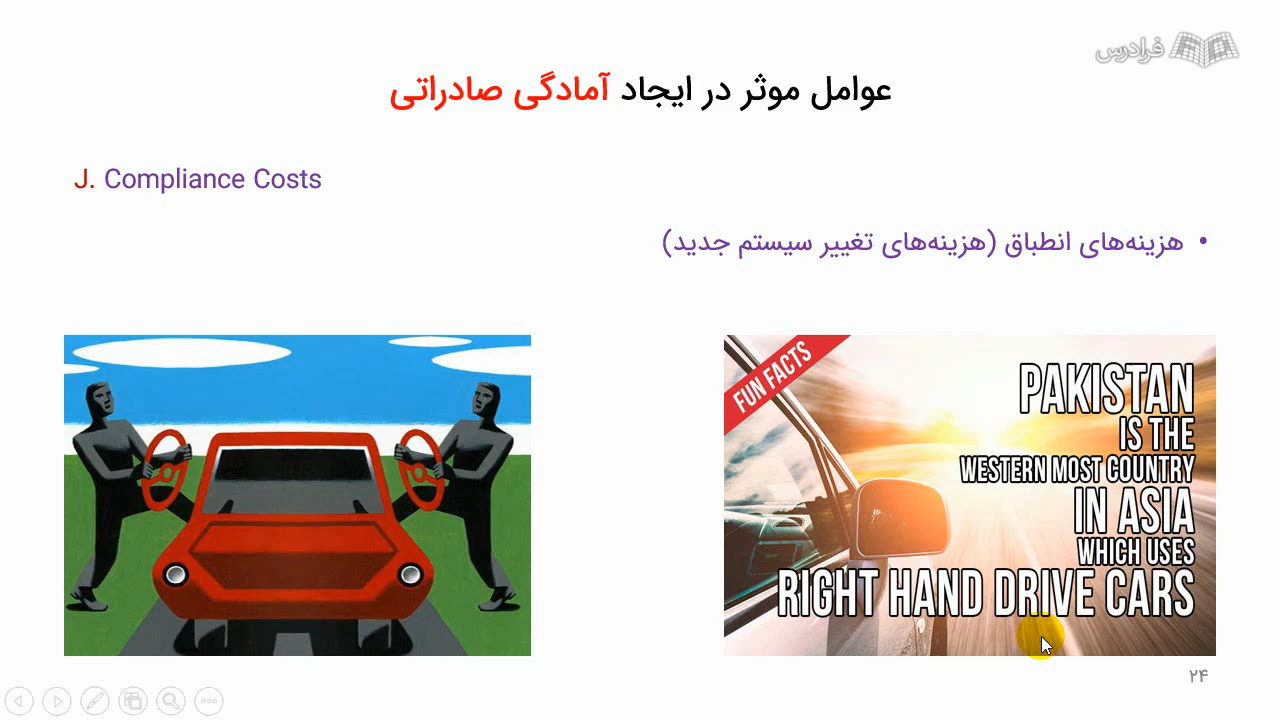 فرادرس
عوامل موثر در ایجاد آمادگی صادراتی
J. Compliance Costs
• هزینه‌های انطباق (هزینه‌های تغییر سیستم جدید)
FUN FACTS
PAKISTAN
IS THE
WESTERN MOST COUNTRY
IN ASIA
WHICH USES
RIGHT HAND DRIVE CARS
۲۴